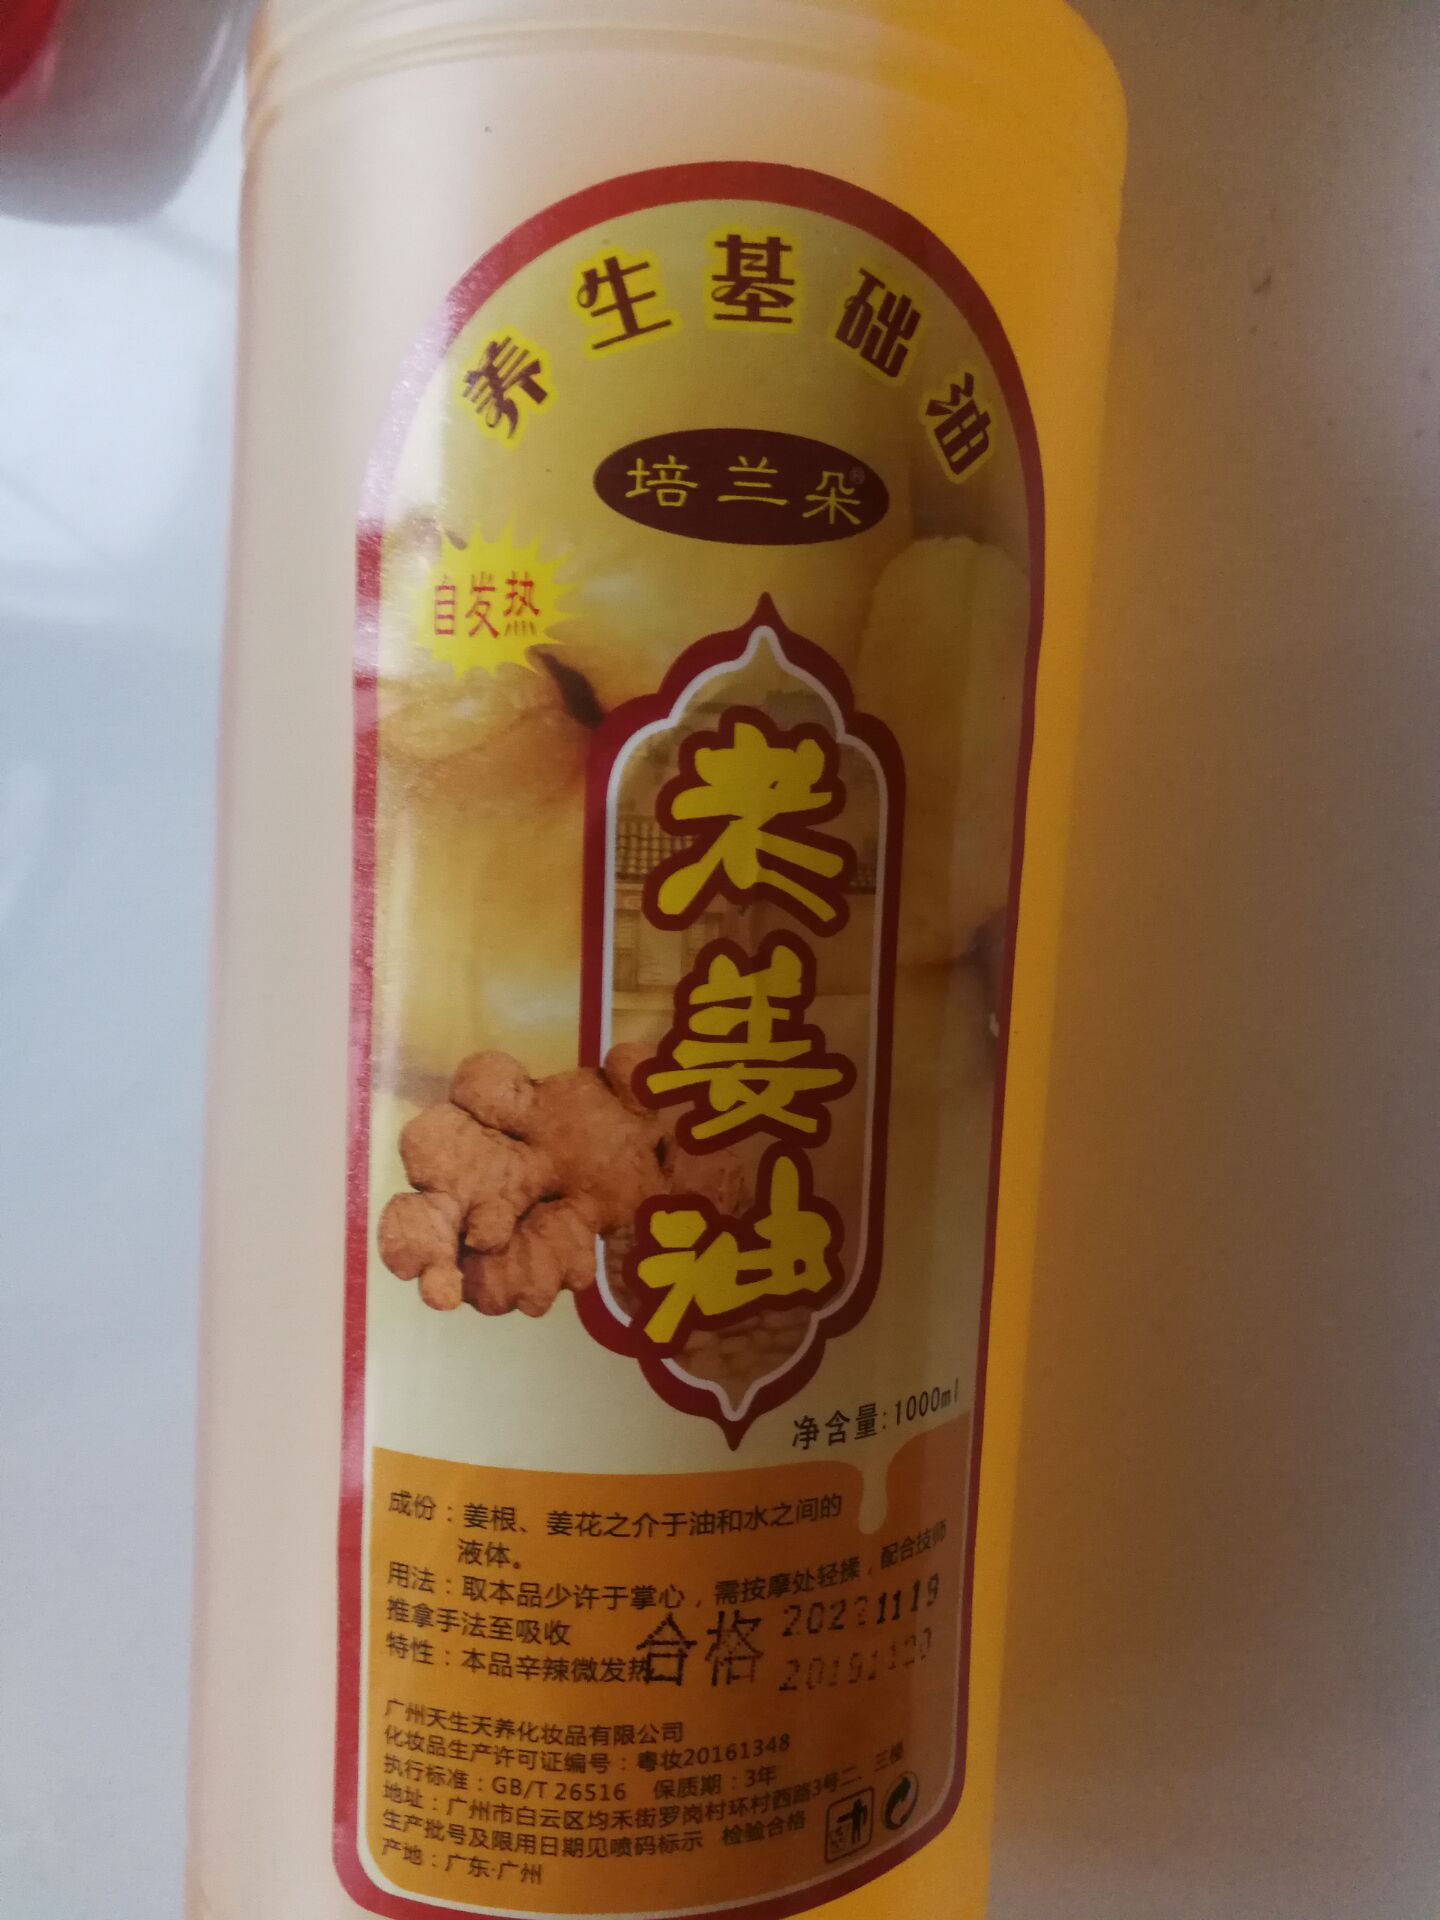 养生基础油
培兰朵
自发热
老姜油
净含量:1000ml
成份：姜根、姜花之介于油和水之间的
液体。
用法：取本品少许于掌心，需按摩处轻揉，配合技师
推拿手法至吸收
特性：本品辛辣微发热
合格 20221119
20191120
广州天生天养化妆品有限公司
化妆品生产许可证编号：粤妆20161348
执行标准：GB/T 26516 保质期：3年
地址：广州市白云区均禾街罗岗村环村西路3号二、三楼
生产批号及限用日期见喷码标示 检验合格
产地：广东·广州